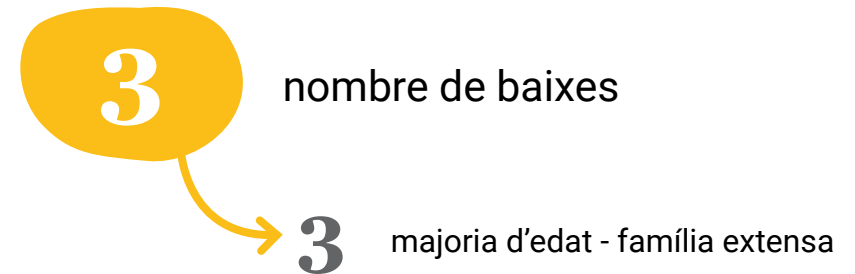 3 nombre de baixes
3 majoria d’edat - família extensa